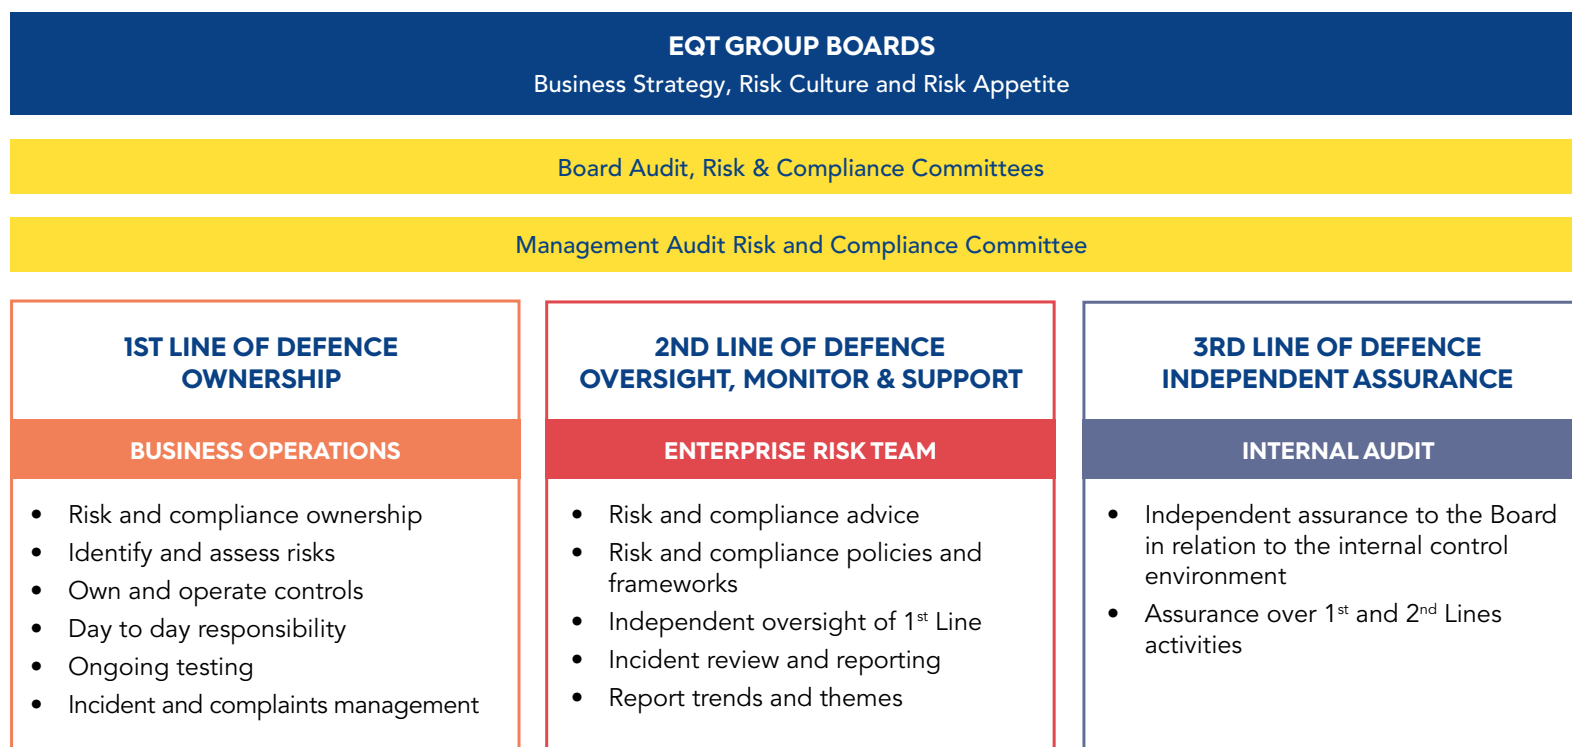 EQT GROUP BOARDS
Business Strategy, Risk Culture and Risk Appetite
Board Audit, Risk & Compliance Committees
Management Audit Risk and Compliance Committee
1ST LINE OF DEFENCE
OWNERSHIP
BUSINESS OPERATIONS
• Risk and compliance ownership
• Identify and assess risks
• Own and operate controls
• Day to day responsibility
• Ongoing testing
• Incident and complaints management
2ND LINE OF DEFENCE
OVERSIGHT, MONITOR & SUPPORT
ENTERPRISE RISK TEAM
• Risk and compliance advice
• Risk and compliance policies and
frameworks
• Independent oversight of 1st Line
• Incident review and reporting
• Report trends and themes
3RD LINE OF DEFENCE
INDEPENDENT ASSURANCE
INTERNAL AUDIT
• Independent assurance to the Board
in relation to the internal control
environment
• Assurance over 1st and 2nd Lines
activities